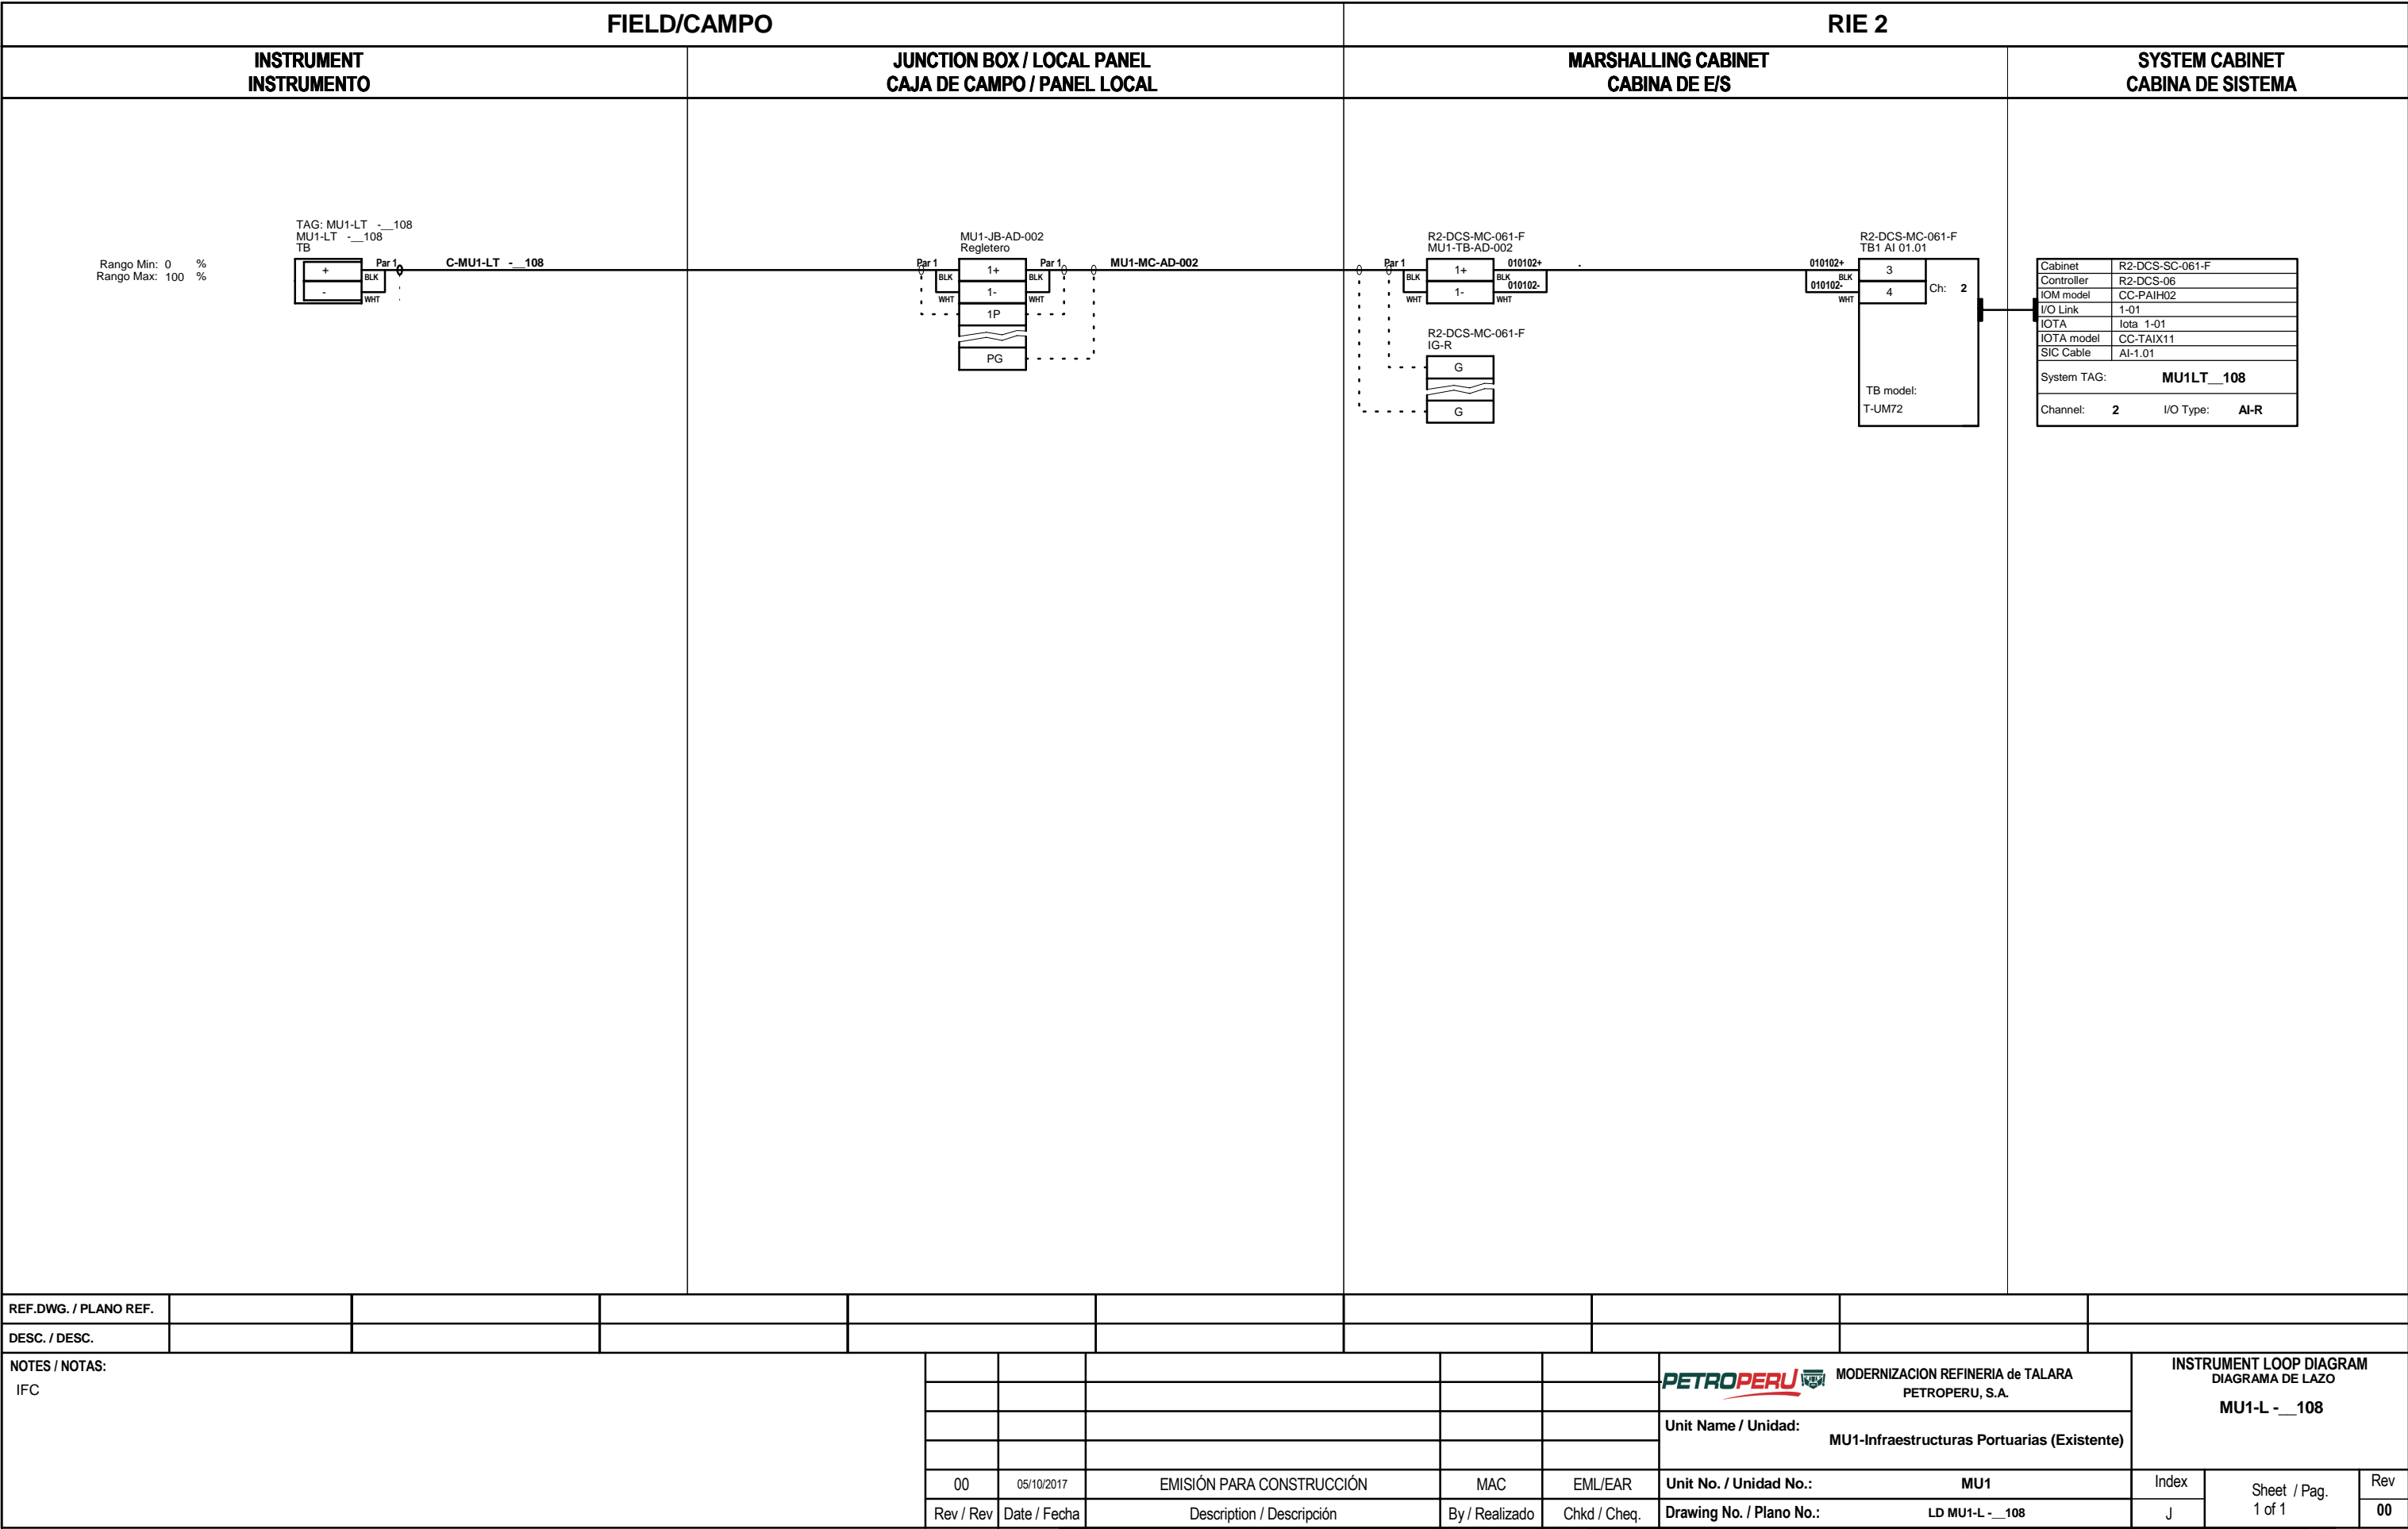 FIELD/CAMPO
RIE 2
INSTRUMENT
INSTRUMENTO
JUNCTION BOX / LOCAL PANEL
CAJA DE CAMPO / PANEL LOCAL
MARSHALLING CABINET
CABINA DE E/S
SYSTEM CABINET
CABINA DE SISTEMA
Rango Min: 0 %
Rango Max: 100 %
TAG: MU1-LT -__108
MU1-LT -__108
TB
+
-
Par 1
BLK
WHT
C-MU1-LT -__108
MU1-JB-AD-002
Regletero
Par 1
BLK
WHT
1+
1-
1P
PG
Par 1
BLK
WHT
MU1-MC-AD-002
R2-DCS-MC-061-F
MU1-TB-AD-002
Par 1
BLK
WHT
1+
1-
010102+
BLK
010102-
WHT
R2-DCS-MC-061-F
IG-R
G
G
R2-DCS-MC-061-F
TB1 AI 01.01
010102+
BLK
010102-
WHT
3
4
Ch: 2
TB model:
T-UM72
Cabinet R2-DCS-SC-061-F
Controller R2-DCS-06
IOM model CC-PAIH02
I/O Link 1-01
IOTA Iota 1-01
IOTA model CC-TAIX11
SIC Cable AI-1.01
System TAG: MU1LT__108
Channel: 2 I/O Type: AI-R
REF.DWG. / PLANO REF.
DESC. / DESC.
NOTES / NOTAS:
IFC
00 05/10/2017 EMISIÓN PARA CONSTRUCCIÓN MAC EML/EAR
Rev / Rev Date / Fecha Description / Descripción By / Realizado Chkd / Cheq.
PETROPERU
MODERNIZACION REFINERIA de TALARA
PETROPERU, S.A.
Unit Name / Unidad:
MU1-Infraestructuras Portuarias (Existente)
Unit No. / Unidad No.: MU1
Drawing No. / Plano No.: LD MU1-L -__108
INSTRUMENT LOOP DIAGRAM
DIAGRAMA DE LAZO
MU1-L -__108
Index
J
Sheet / Pag.
1 of 1
Rev
00